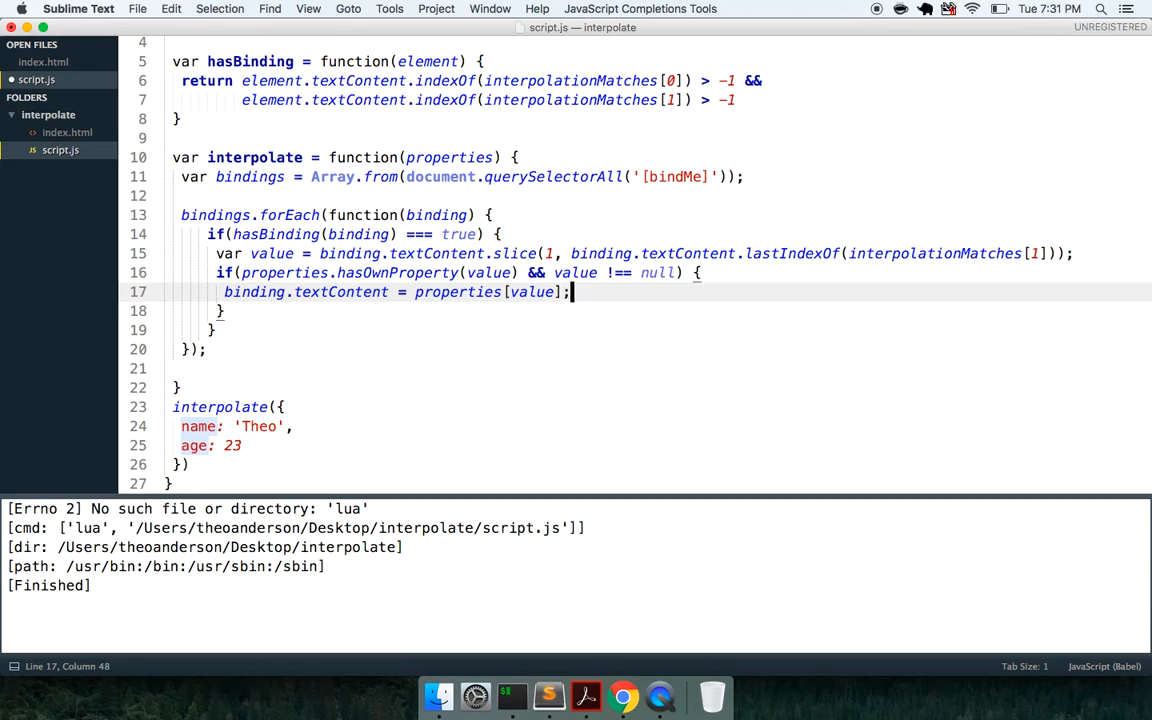 Sublime Text File Edit Selection Find View Goto Tools Project Window Help JavaScript Completions Tools Tue 7:31 PM
script.js — interpolate UNREGISTERED
OPEN FILES
index.html
script.js
FOLDERS
interpolate
<> index.html
JS script.js
4
5 var hasBinding = function(element) {
6 return element.textContent.indexOf(interpolationMatches[0]) > -1 &&
7 element.textContent.indexOf(interpolationMatches[1]) > -1
8 }
9
10 var interpolate = function(properties) {
11 var bindings = Array.from(document.querySelectorAll('[bindMe]'));
12
13 bindings.forEach(function(binding) {
14 if(hasBinding(binding) === true) {
15 var value = binding.textContent.slice(1, binding.textContent.lastIndexOf(interpolationMatches[1]));
16 if(properties.hasOwnProperty(value) && value !== null) {
17 binding.textContent = properties[value];
18 }
19 }
20 });
21
22 }
23 interpolate({
24 name: 'Theo',
25 age: 23
26 })
27 }
[Errno 2] No such file or directory: 'lua'
[cmd: ['lua', '/Users/theoanderson/Desktop/interpolate/script.js']]
[dir: /Users/theoanderson/Desktop/interpolate]
[path: /usr/bin:/bin:/usr/sbin:/sbin]
[Finished]
Line 17, Column 48 Tab Size: 1 JavaScript (Babel)